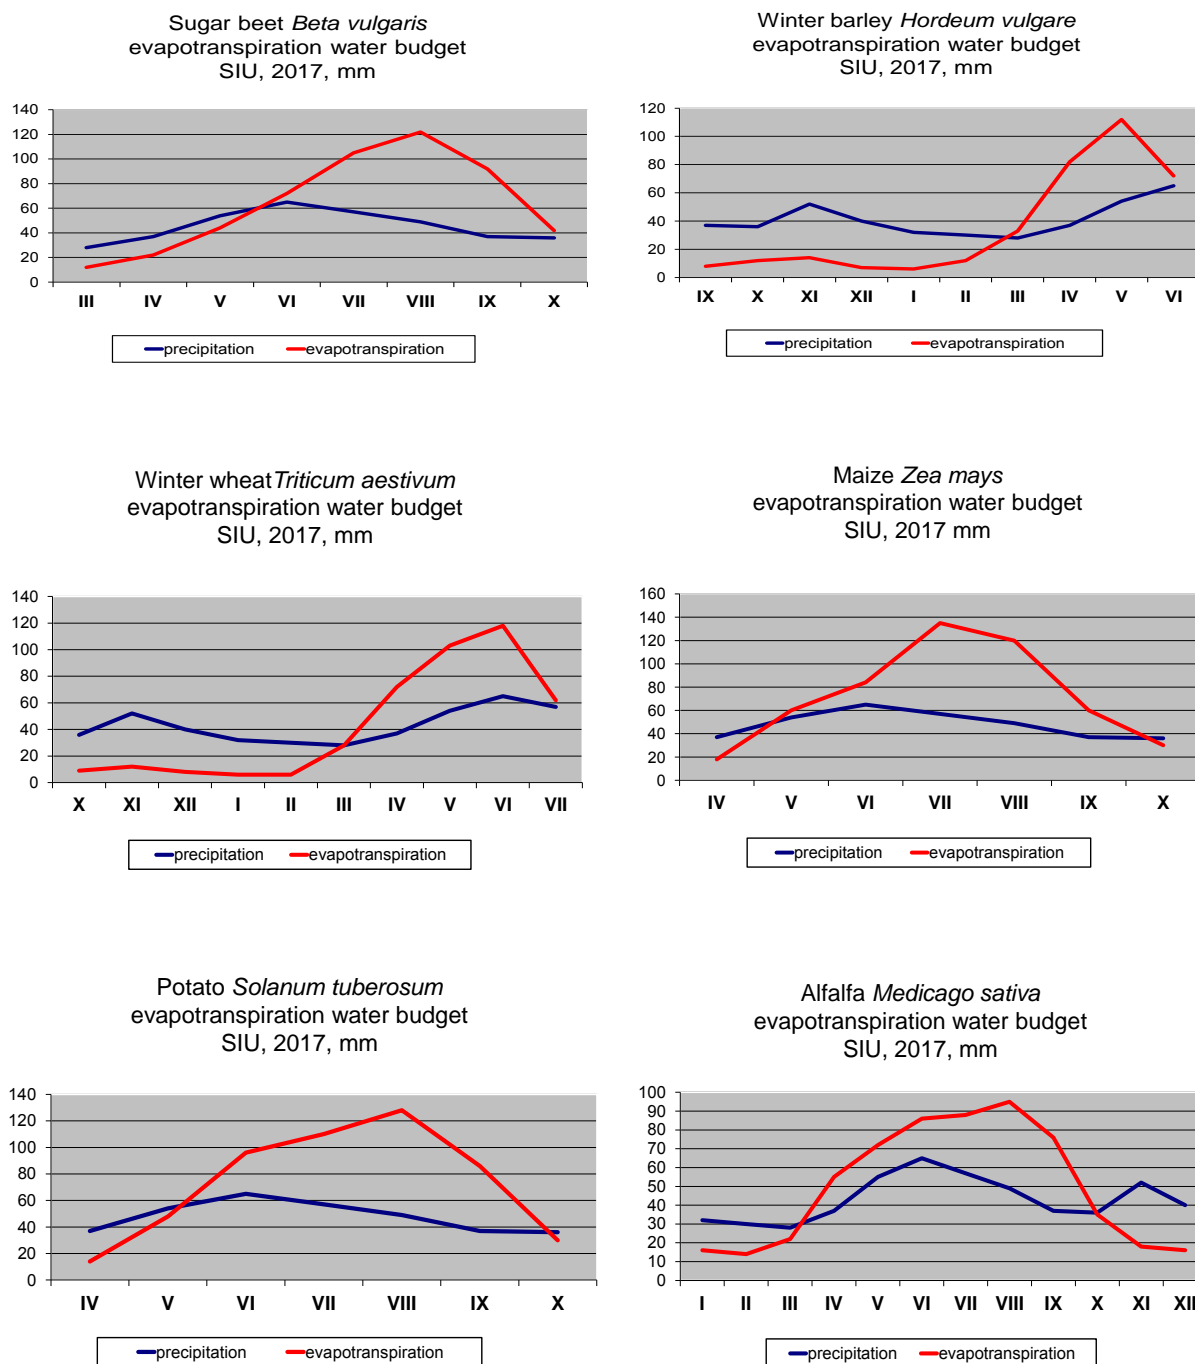 Sugar beet Beta vulgaris
evapotranspiration water budget
SIU, 2017, mm
140
120
100
80
60
40
20
0
III IV V VI VII VIII IX X
precipitation evapotranspiration
Winter barley Hordeum vulgare
evapotranspiration water budget
SIU, 2017, mm
120
100
80
60
40
20
0
IX X XI XII I II III IV V VI
precipitation evapotranspiration
Winter wheat Triticum aestivum
evapotranspiration water budget
SIU, 2017, mm
140
120
100
80
60
40
20
0
X XI XII I II III IV V VI VII
precipitation evapotranspiration
Maize Zea mays
evapotranspiration water budget
SIU, 2017 mm
160
140
120
100
80
60
40
20
0
IV V VI VII VIII IX X
precipitation evapotranspiration
Potato Solanum tuberosum
evapotranspiration water budget
SIU, 2017, mm
140
120
100
80
60
40
20
0
IV V VI VII VIII IX X
precipitation evapotranspiration
Alfalfa Medicago sativa
evapotranspiration water budget
SIU, 2017, mm
100
90
80
70
60
50
40
30
20
10
0
I II III IV V VI VII VIII IX X XI XII
precipitation evapotranspiration